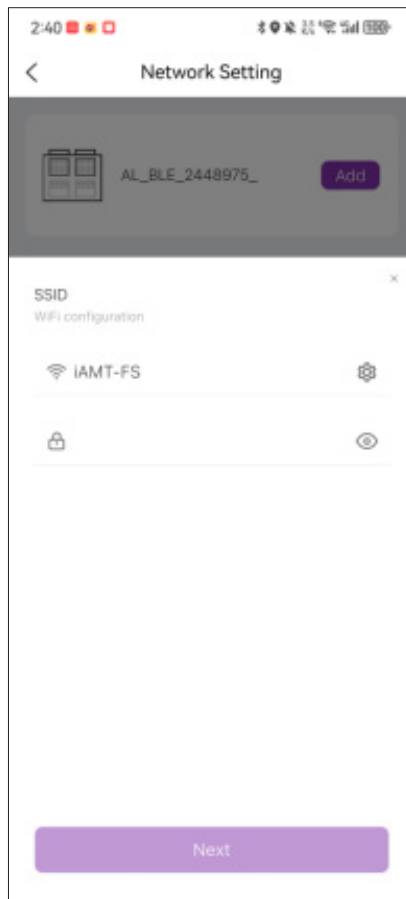 2:40
Network Setting
AL_BLE_2448975_
Add
SSID
WiFi configuration
iAMT-FS
Next